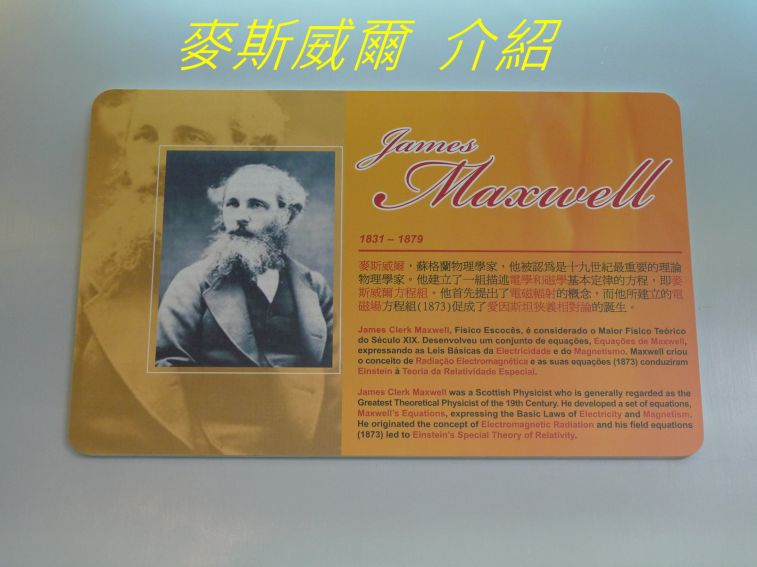 麥斯威爾 介紹
James
Maxwell
1831 – 1879
麥斯威爾，蘇格蘭物理學家，他被認為是十九世紀最重要的理論
物理學家。他建立了一組描述電學和磁學基本定律的方程，即麥
斯威爾方程組，他首先提出了電磁輻射的概念，而他所建立的電
磁場方程組(1873)促成了愛因斯坦狹義相對論的誕生。
James Clerk Maxwell, Fisico Escocês, é considerado o Maior Fisico Teórico
do Século XIX. Desenvolveu um conjunto de equações, Equações de Maxwell,
expressando as Leis Básicas da Electricidade e do Magnetismo. Maxwell criou
o conceito de Radiação Electromagnética e as suas equações (1873) conduziram
Einstein à Teoria da Relatividade Especial.
James Clerk Maxwell was a Scottish Physicist who is generally regarded as the
Greatest Theoretical Physicist of the 19th Century. He developed a set of equations,
Maxwell's Equations, expressing the Basic Laws of Electricity and Magnetism.
He originated the concept of Electromagnetic Radiation and his field equations
(1873) led to Einstein's Special Theory of Relativity.